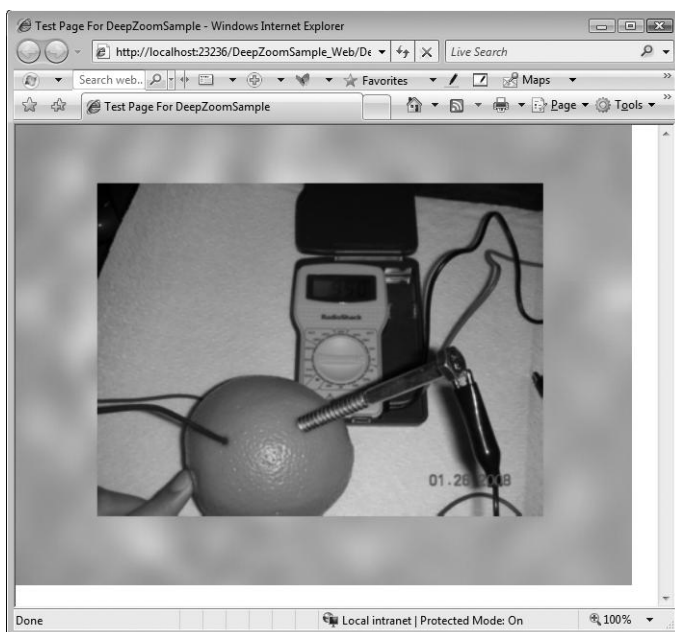 Test Page For DeepZoomSample - Windows Internet Explorer
http://localhost:23236/DeepZoomSample_Web/De
Live Search
Search web..
Favorites
Maps
Test Page For DeepZoomSample
Page
Tools
RadioShack
01.26 2008
Done
Local intranet | Protected Mode: On
100%